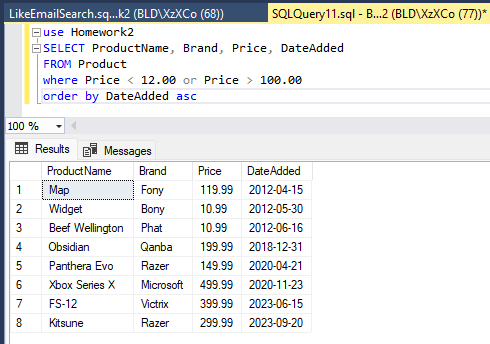 LikeEmailSearch.sq...k2 (BLD\XzXCo (68))
SQLQuery11.sql - B...2 (BLD\XzXCo (77))*
use Homework2
SELECT ProductName, Brand, Price, DateAdded
FROM Product
where Price < 12.00 or Price > 100.00
order by DateAdded asc
100 %
Results Messages
ProductName Brand Price DateAdded
1 Map Fony 119.99 2012-04-15
2 Widget Bony 10.99 2012-05-30
3 Beef Wellington Phat 10.99 2012-06-16
4 Obsidian Qanba 199.99 2018-12-31
5 Panthera Evo Razer 149.99 2020-04-21
6 Xbox Series X Microsoft 499.99 2020-11-23
7 FS-12 Victrix 399.99 2023-06-15
8 Kitsune Razer 299.99 2023-09-20